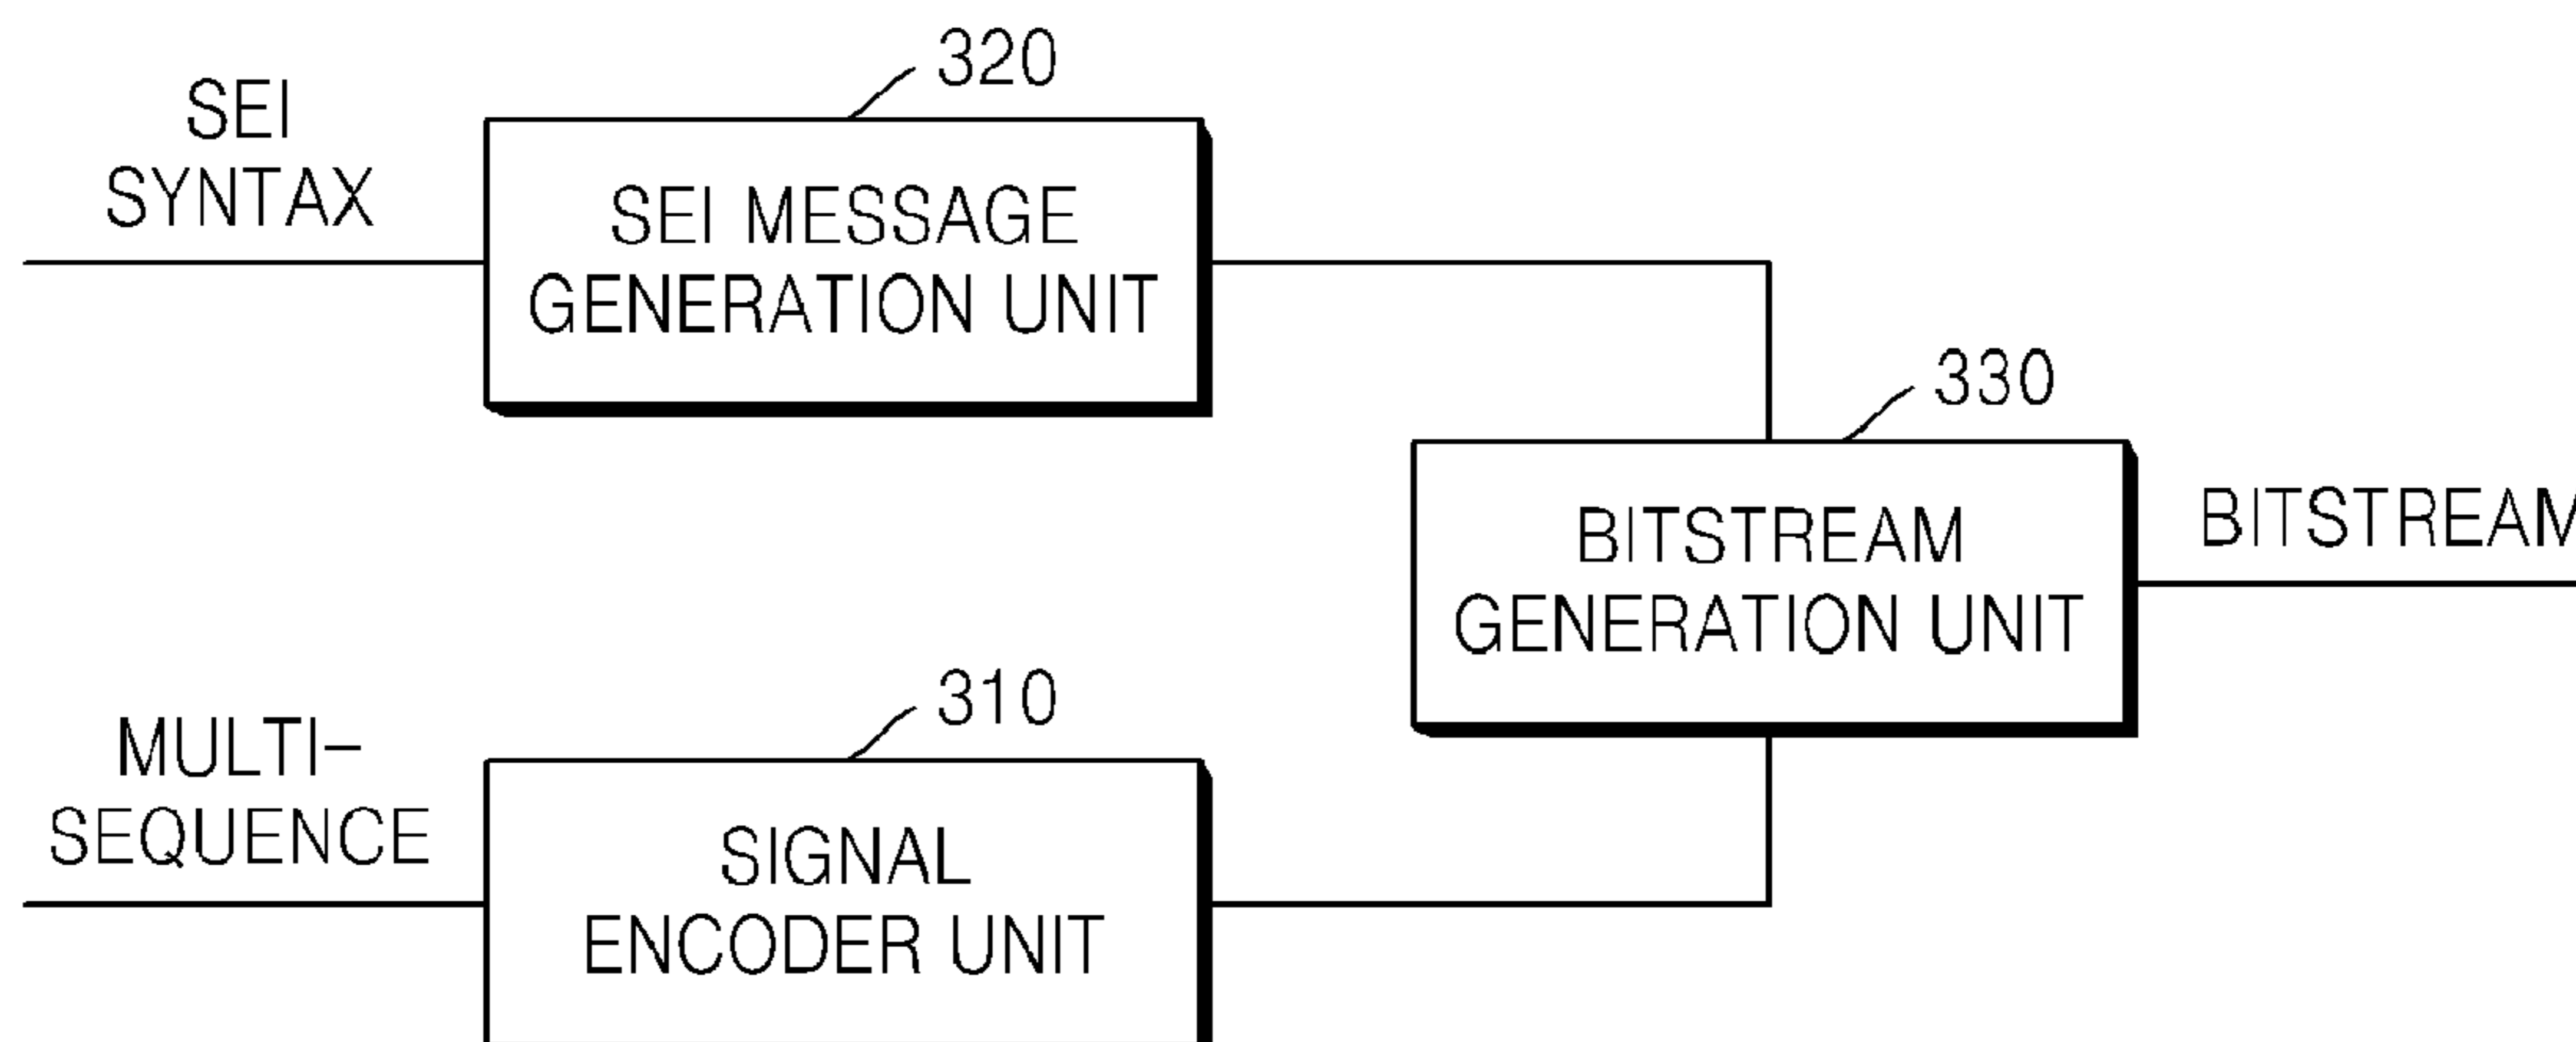 320
SEI
SYNTAX
SEI MESSAGE
GENERATION UNIT
330
BITSTREAM
GENERATION UNIT
BITSTREAM
310
MULTI-
SEQUENCE
SIGNAL
ENCODER UNIT